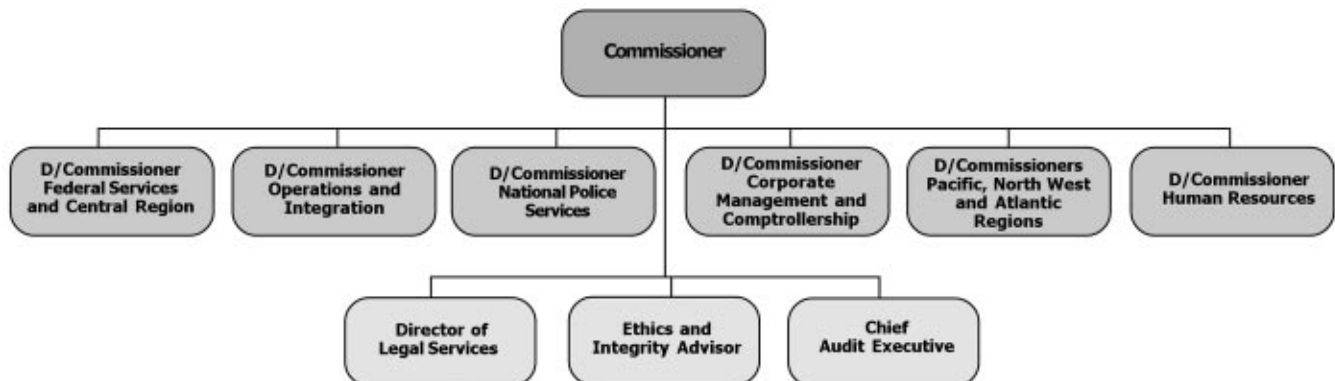 Commissioner
D/Commissioner
Federal Services
and Central Region
D/Commissioner
Operations and
Integration
D/Commissioner
National Police
Services
D/Commissioner
Corporate
Management and
Comptrollership
D/Commissioners
Pacific, North West
and Atlantic
Regions
D/Commissioner
Human Resources
Director of
Legal Services
Ethics and
Integrity Advisor
Chief
Audit Executive